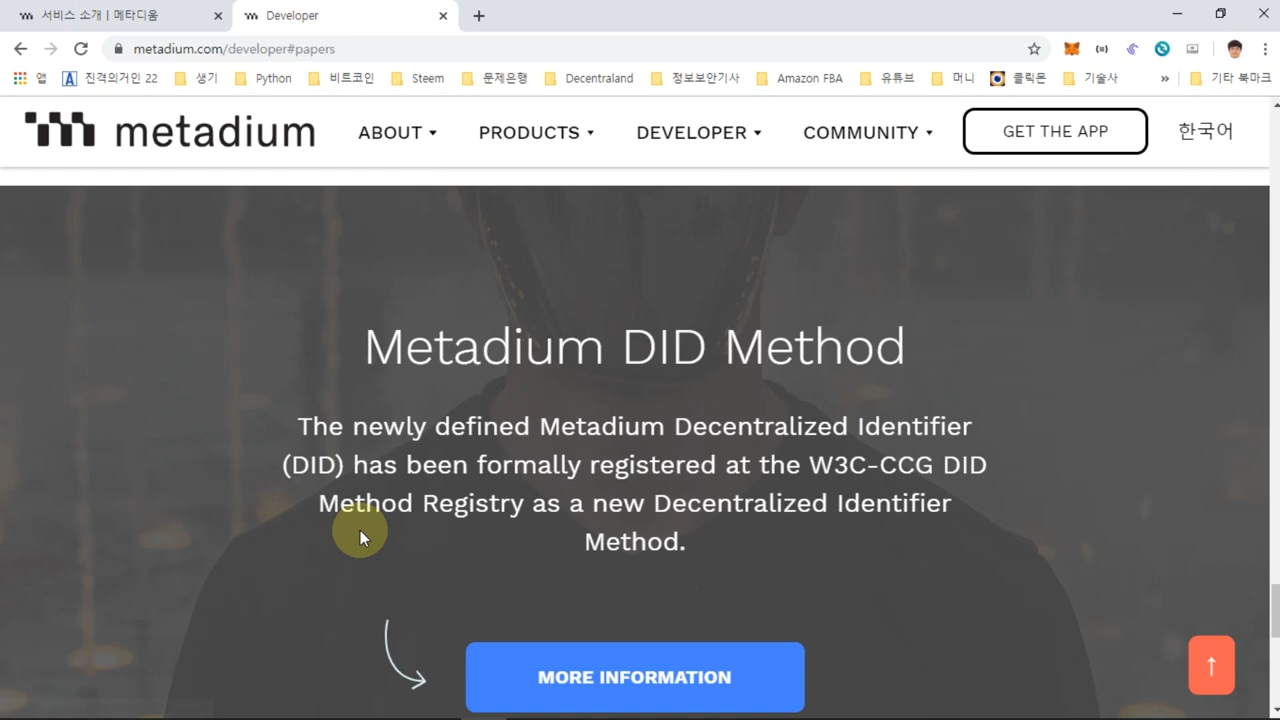 서비스 소개 | 메타디움
Developer
metadium.com/developer#papers
앱 진격의거인 22 생기 Python 비트코인 Steem 문제은행 Decentraland 정보보안기사 Amazon FBA 유튜브 머니 클릭몬 기술사 » 기타 북마크
metadium ABOUT PRODUCTS DEVELOPER COMMUNITY GET THE APP 한국어
Metadium DID Method
The newly defined Metadium Decentralized Identifier
(DID) has been formally registered at the W3C-CCG DID
Method Registry as a new Decentralized Identifier
Method.
MORE INFORMATION